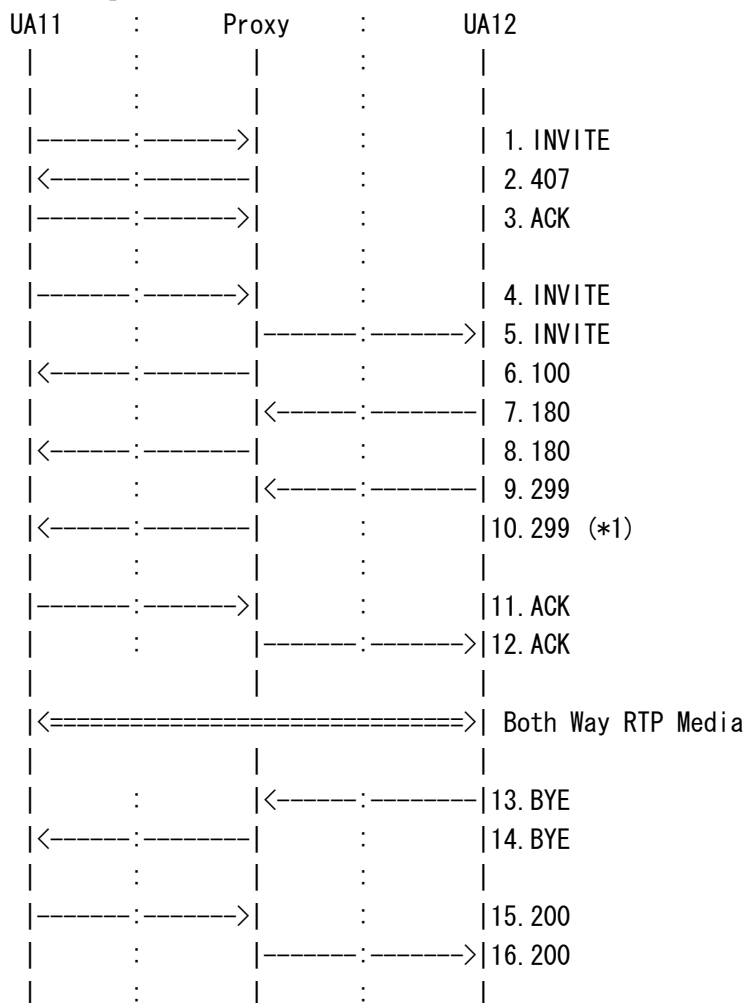 UA11 : Proxy : UA12
| : | : |
| : | : |
|------:------->| : | 1. INVITE
|<------:--------| : | 2. 407
|------:------->| : | 3. ACK
| : | : |
|------:------->| : | 4. INVITE
| : |------:------->| 5. INVITE
|<------:--------| : | 6. 100
| : |<------:--------| 7. 180
|<------:--------| : | 8. 180
| : |<------:--------| 9. 299
|<------:--------| : |10. 299 (*1)
| : | : |
|------:------->| : |11. ACK
| : |------:------->|12. ACK
| | |
|<==============================>| Both Way RTP Media
| | |
| : |<------:--------|13. BYE
|<------:--------| : |14. BYE
| : | : |
|------:------->| : |15. 200
| : |------:------->|16. 200
| : | : |